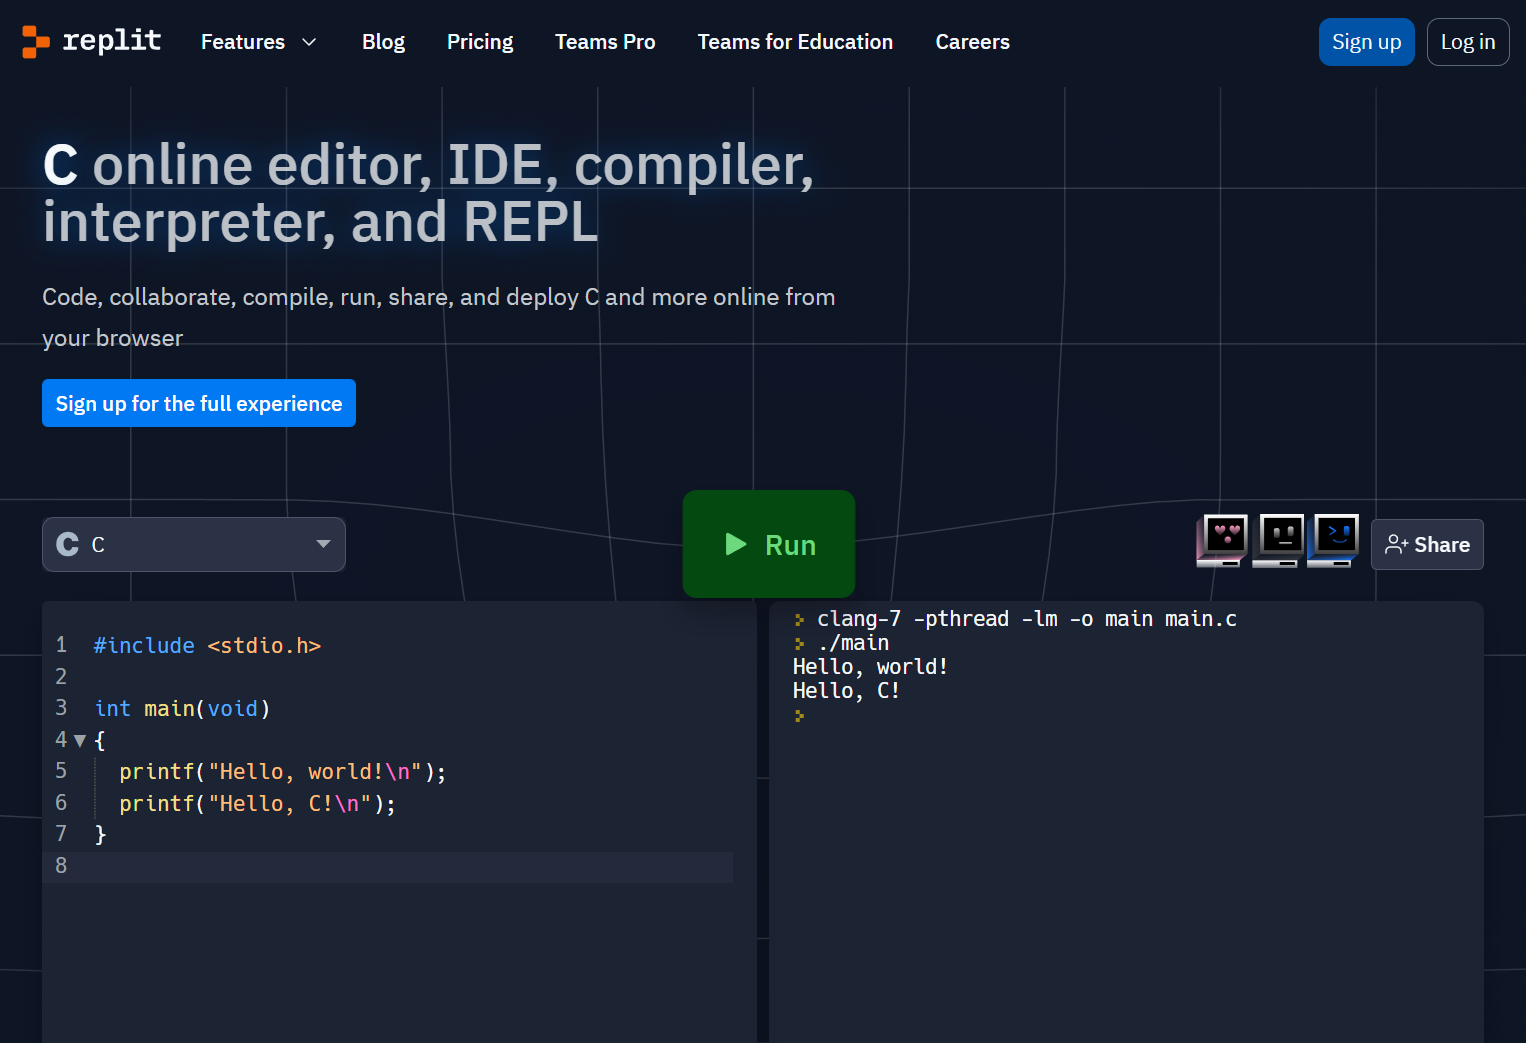 replit Features Blog Pricing Teams Pro Teams for Education Careers Sign up Log in
C online editor, IDE, compiler,
interpreter, and REPL
Code, collaborate, compile, run, share, and deploy C and more online from
your browser
Sign up for the full experience
C C
Run
Share
1 #include <stdio.h>
2
3 int main(void)
4 {
5 printf("Hello, world!\n");
6 printf("Hello, C!\n");
7 }
8
clang-7 -pthread -lm -o main main.c
./main
Hello, world!
Hello, C!